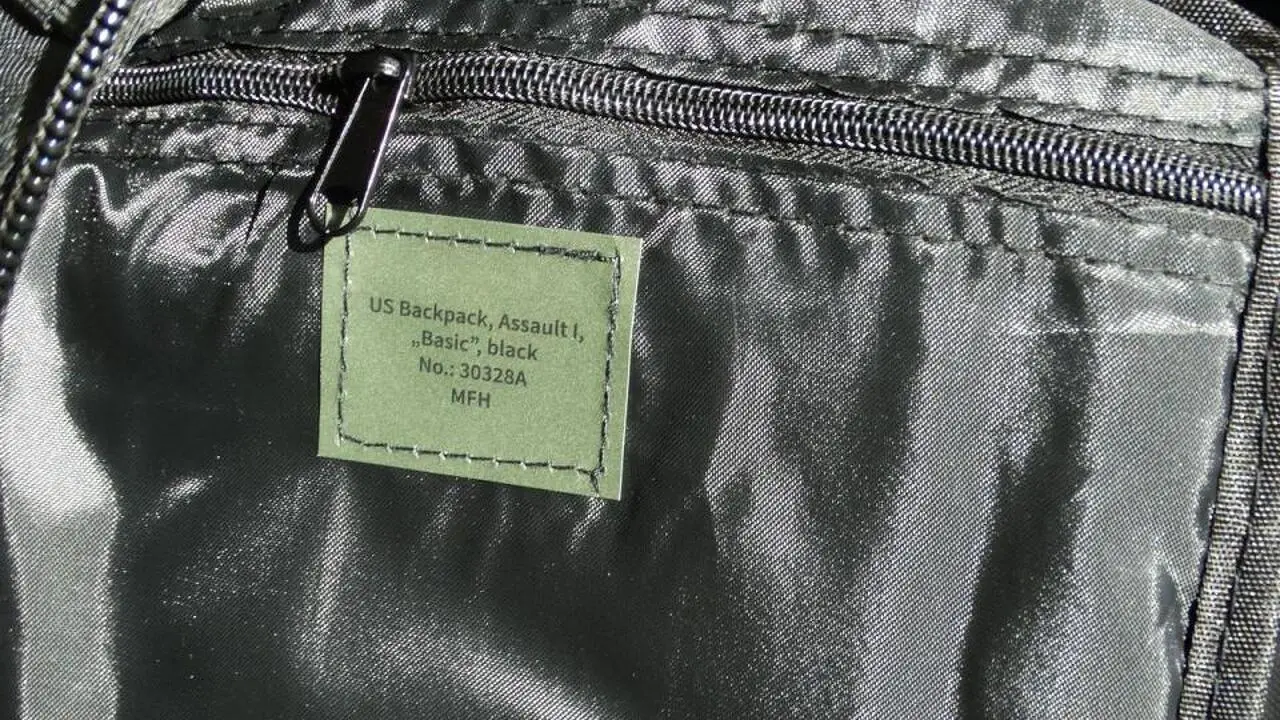 US Backpack, Assault I,
„Basic”, black
No.: 30328A
MFH